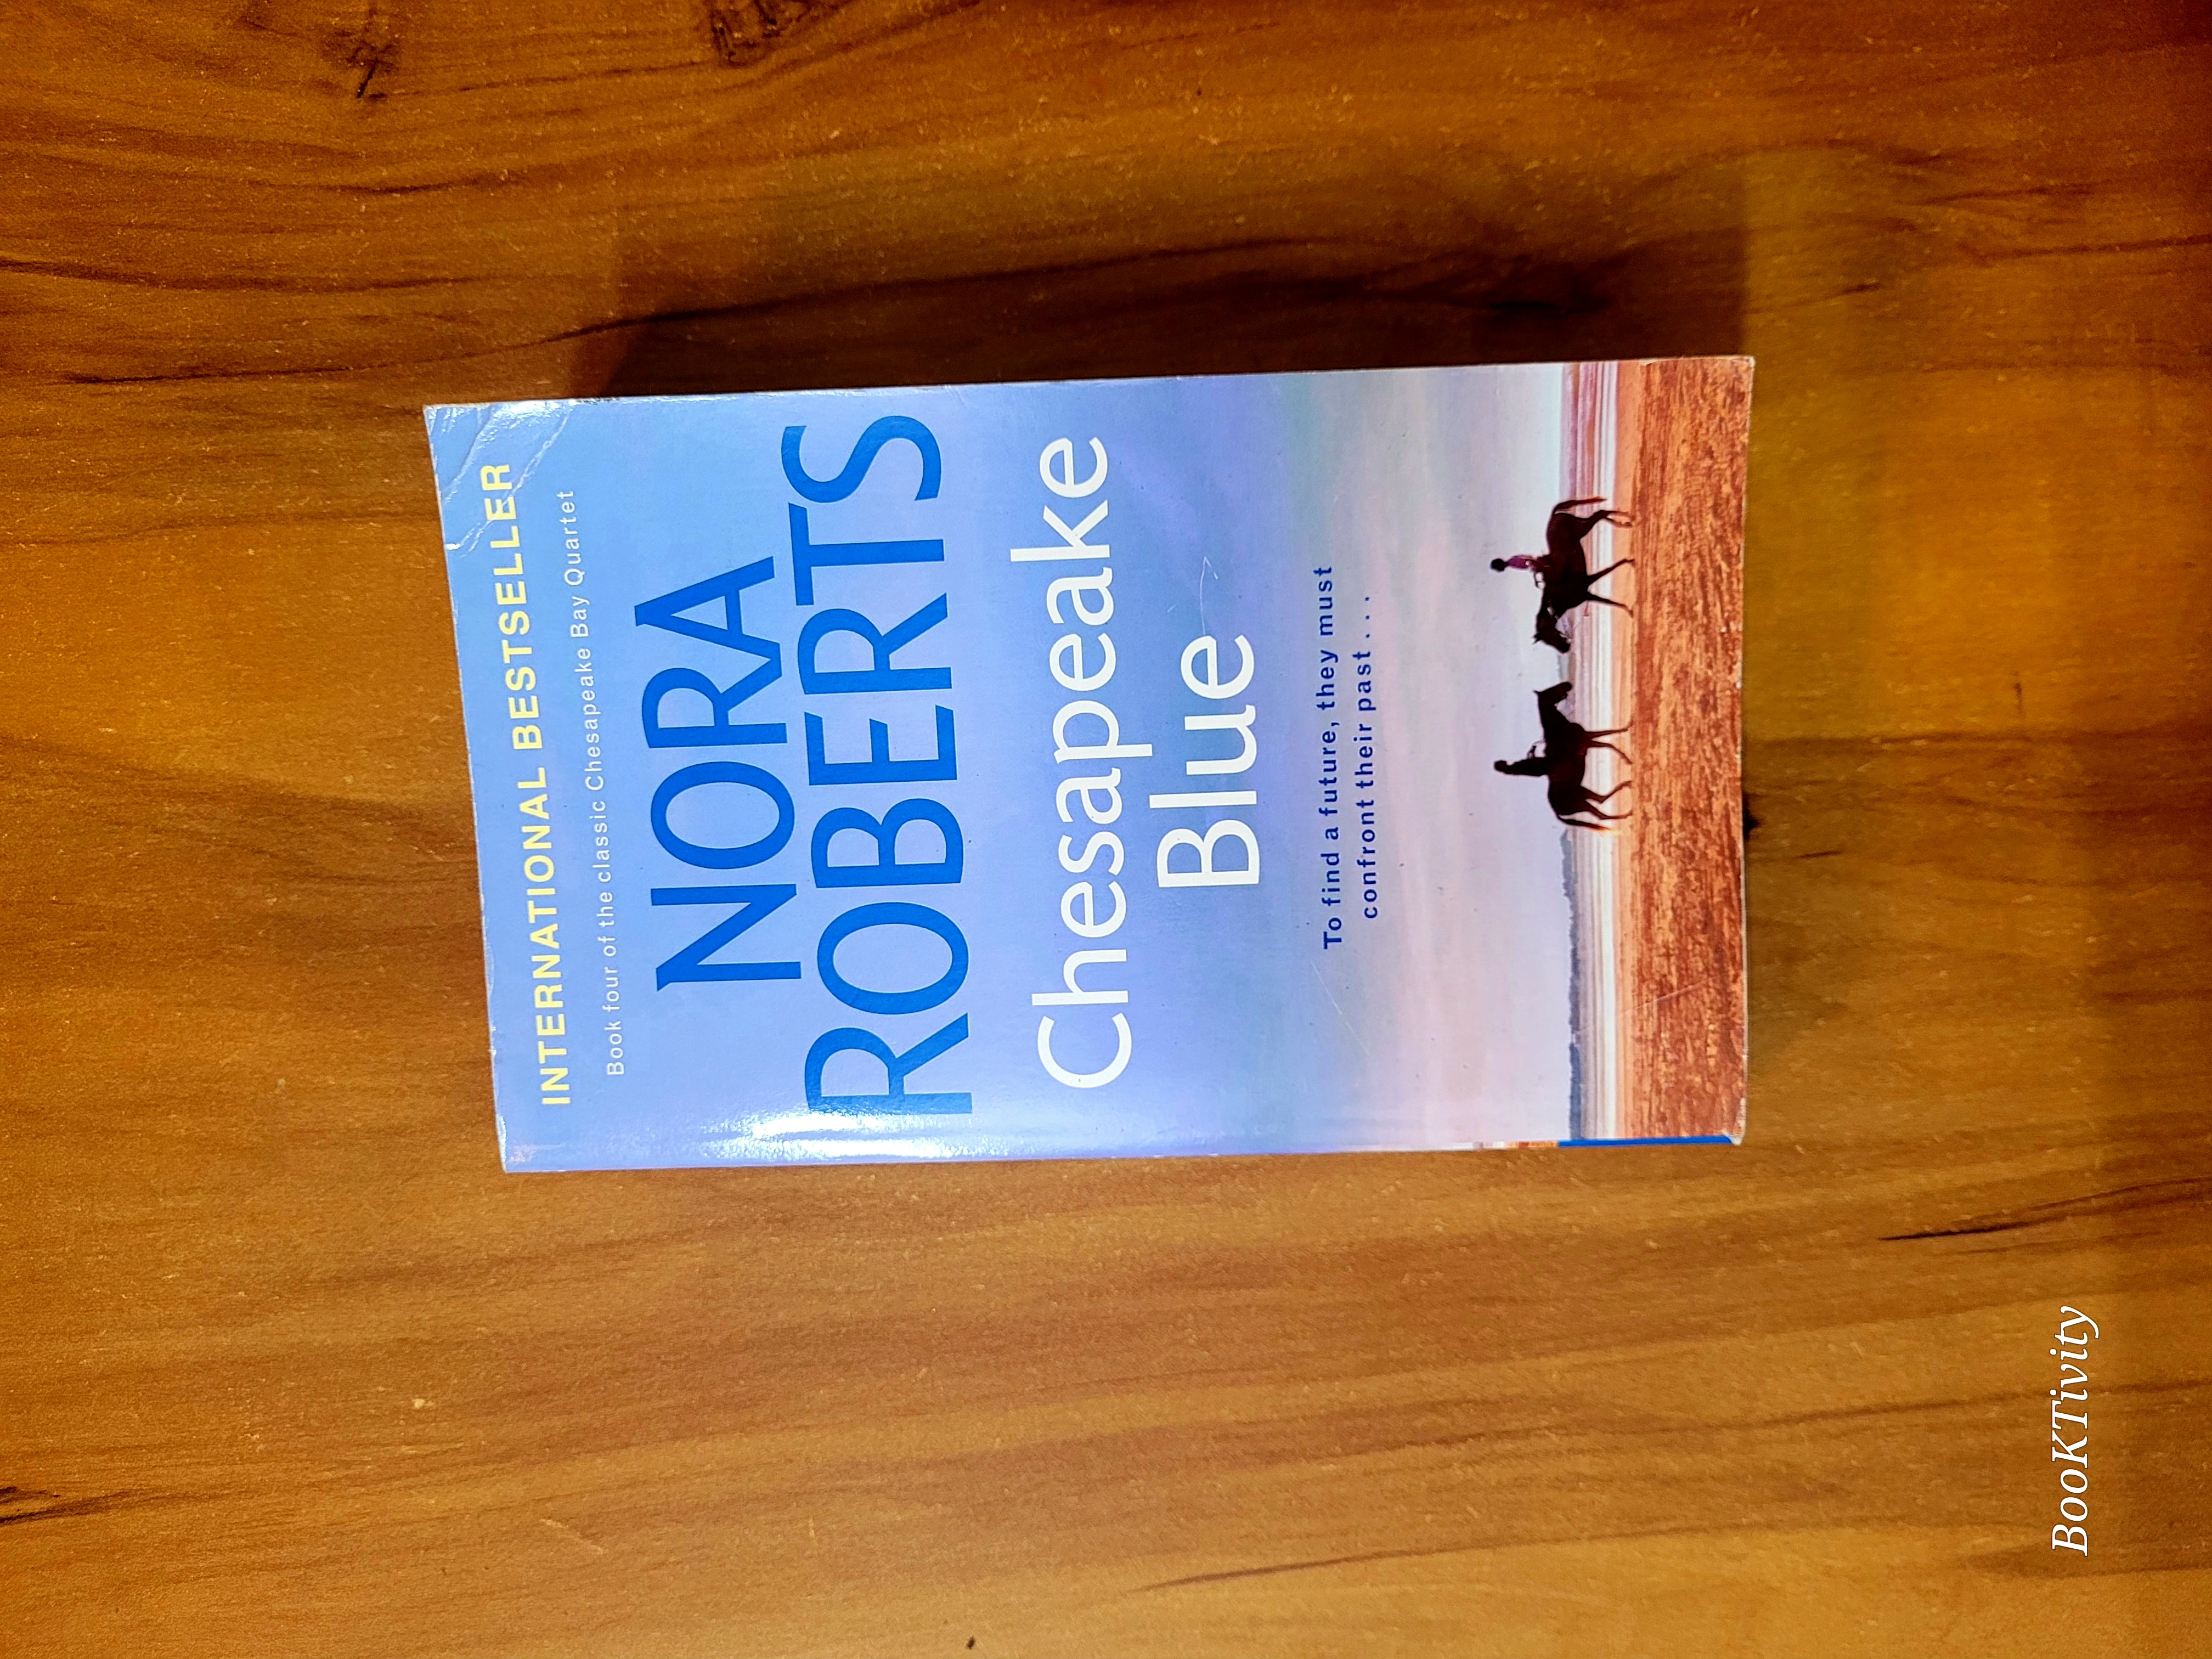 INTERNATIONAL BESTSELLER
Book four of the classic Chesapeake Bay Quartet
NORA
ROBERTS
Chesapeake
Blue
To find a future, they must
confront their past . . .
BooKTivity